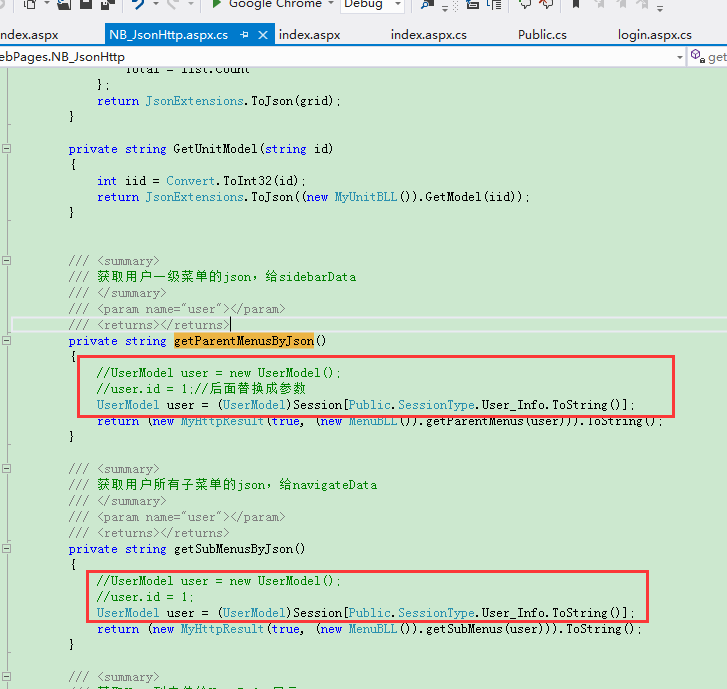 Google Chrome Debug
ndex.aspx NB_JsonHttp.aspx.cs index.aspx index.aspx.cs Public.cs login.aspx.cs
ebPages.NB_JsonHttp get
Total = list.Count
};
return JsonExtensions.ToJson(grid);
}
private string GetUnitModel(string id)
{
int iid = Convert.ToInt32(id);
return JsonExtensions.ToJson((new MyUnitBLL()).GetModel(iid));
}
/// <summary>
/// 获取用户一级菜单的json，给sidebarData
/// </summary>
/// <param name="user"></param>
/// <returns></returns>
private string getParentMenusByJson()
{
//UserModel user = new UserModel();
//user.id = 1;//后面替换成参数
UserModel user = (UserModel)Session[Public.SessionType.User_Info.ToString()];
return (new MyHttpResult(true, (new MenuBLL()).getParentMenus(user))).ToString();
}
/// <summary>
/// 获取用户所有子菜单的json，给navigateData
/// </summary>
/// <param name="user"></param>
/// <returns></returns>
private string getSubMenusByJson()
{
//UserModel user = new UserModel();
//user.id = 1;
UserModel user = (UserModel)Session[Public.SessionType.User_Info.ToString()];
return (new MyHttpResult(true, (new MenuBLL()).getSubMenus(user))).ToString();
}
/// <summary>